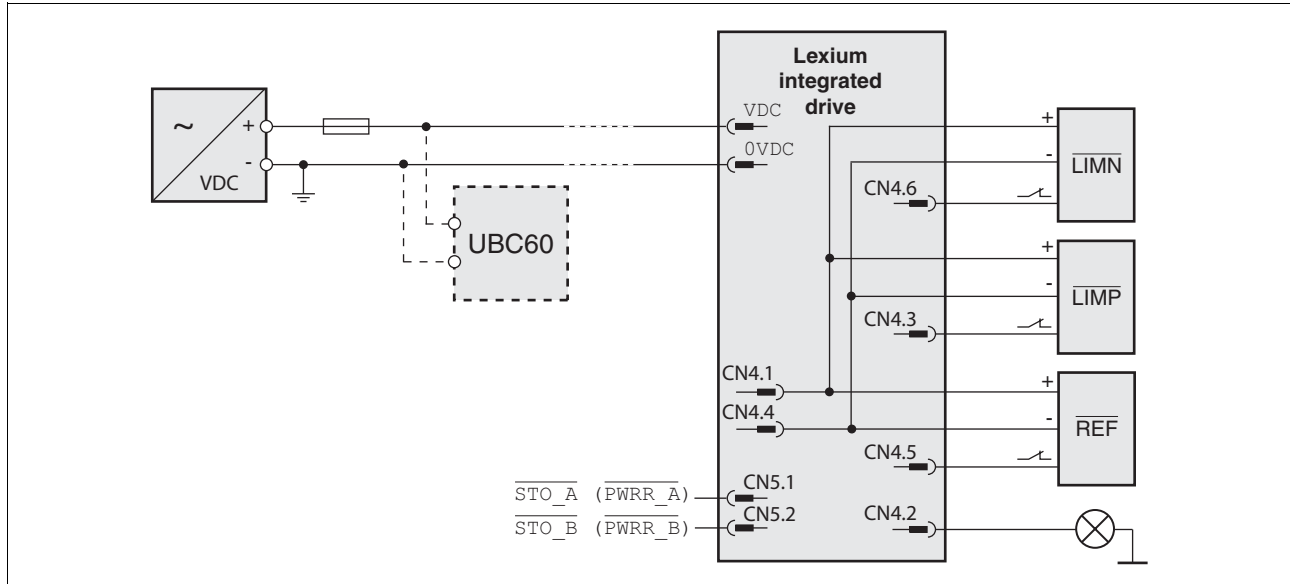 Lexium
integrated
drive
~
+
-
VDC
VDC
0VDC
UBC60
CN4.6
+
-
LIMN
CN4.3
+
-
LIMP
CN4.1
CN4.4
CN4.5
+
-
REF
STO_A (PWRR_A)
CN5.1
STO_B (PWRR_B)
CN5.2
CN4.2